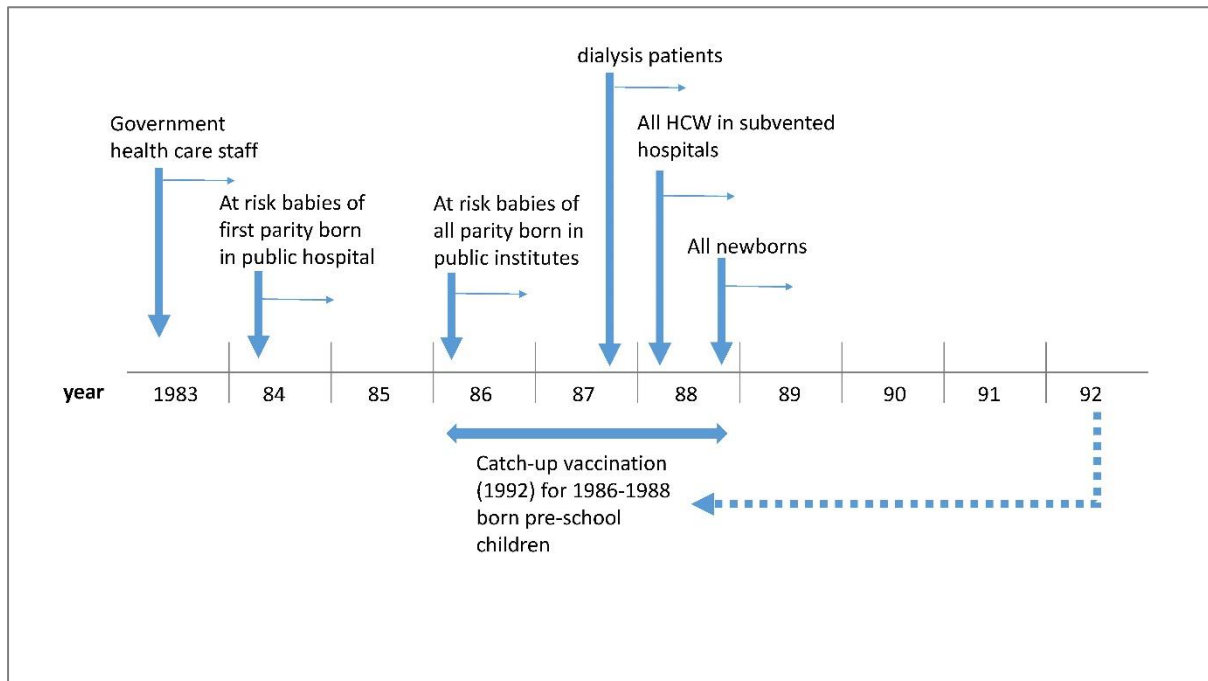 dialysis patients
Government
health care staff
All HCW in subvented
hospitals
At risk babies of
first parity born
in public hospital
At risk babies of
all parity born in
public institutes
All newborns
year 1983 84 85 86 87 88 89 90 91 92
Catch-up vaccination
(1992) for 1986-1988
born pre-school
children